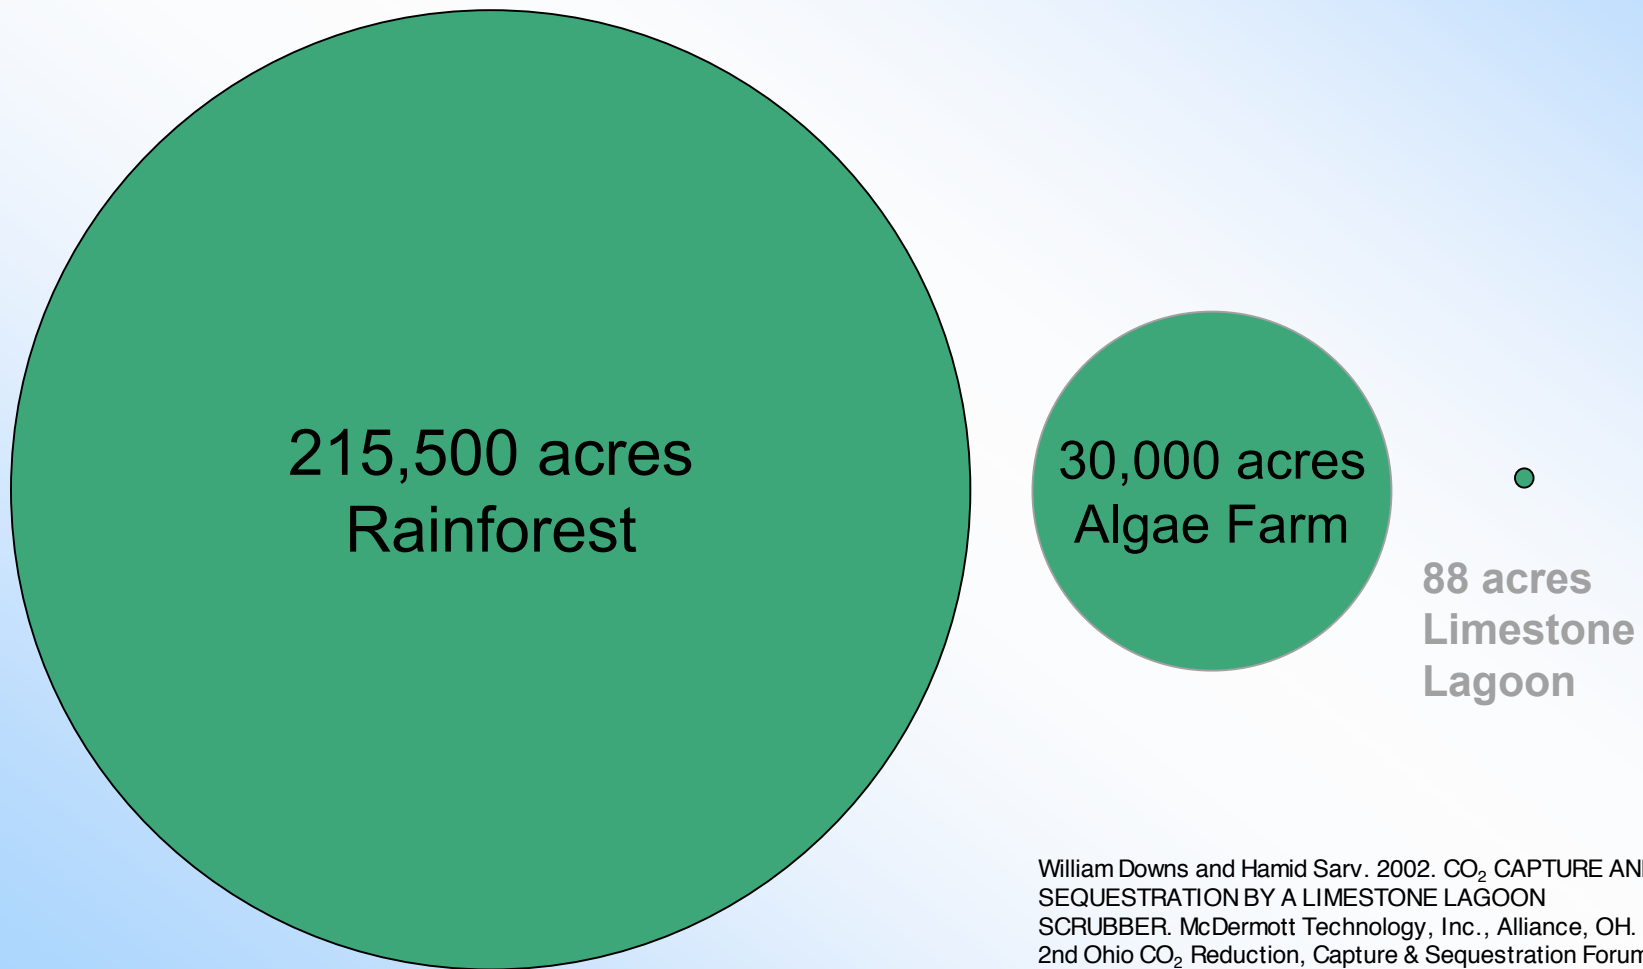 215,500 acres
Rainforest
30,000 acres
Algae Farm
88 acres
Limestone
Lagoon
William Downs and Hamid Sarv. 2002. CO₂ CAPTURE AN
SEQUESTRATION BY A LIMESTONE LAGOON
SCRUBBER. McDermott Technology, Inc., Alliance, OH.
2nd Ohio CO₂ Reduction, Capture & Sequestration Forum